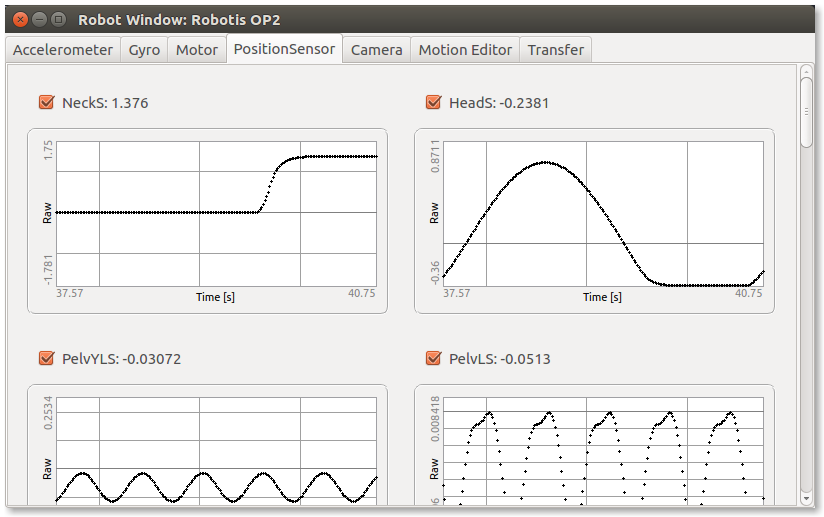 Robot Window: Robotis OP2
Accelerometer Gyro Motor PositionSensor Camera Motion Editor Transfer
NeckS: 1.376
1.75
Raw
-1.781
37.57 Time [s] 40.75
HeadS: -0.2381
0.8711
Raw
-0.36
37.57 Time [s] 40.75
PelvYLS: -0.03072
0.2534
Raw
PelvLS: -0.0513
0.008418
Raw